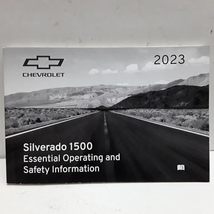 CHEVROLET
2023
Silverado 1500
Essential Operating and
Safety Information